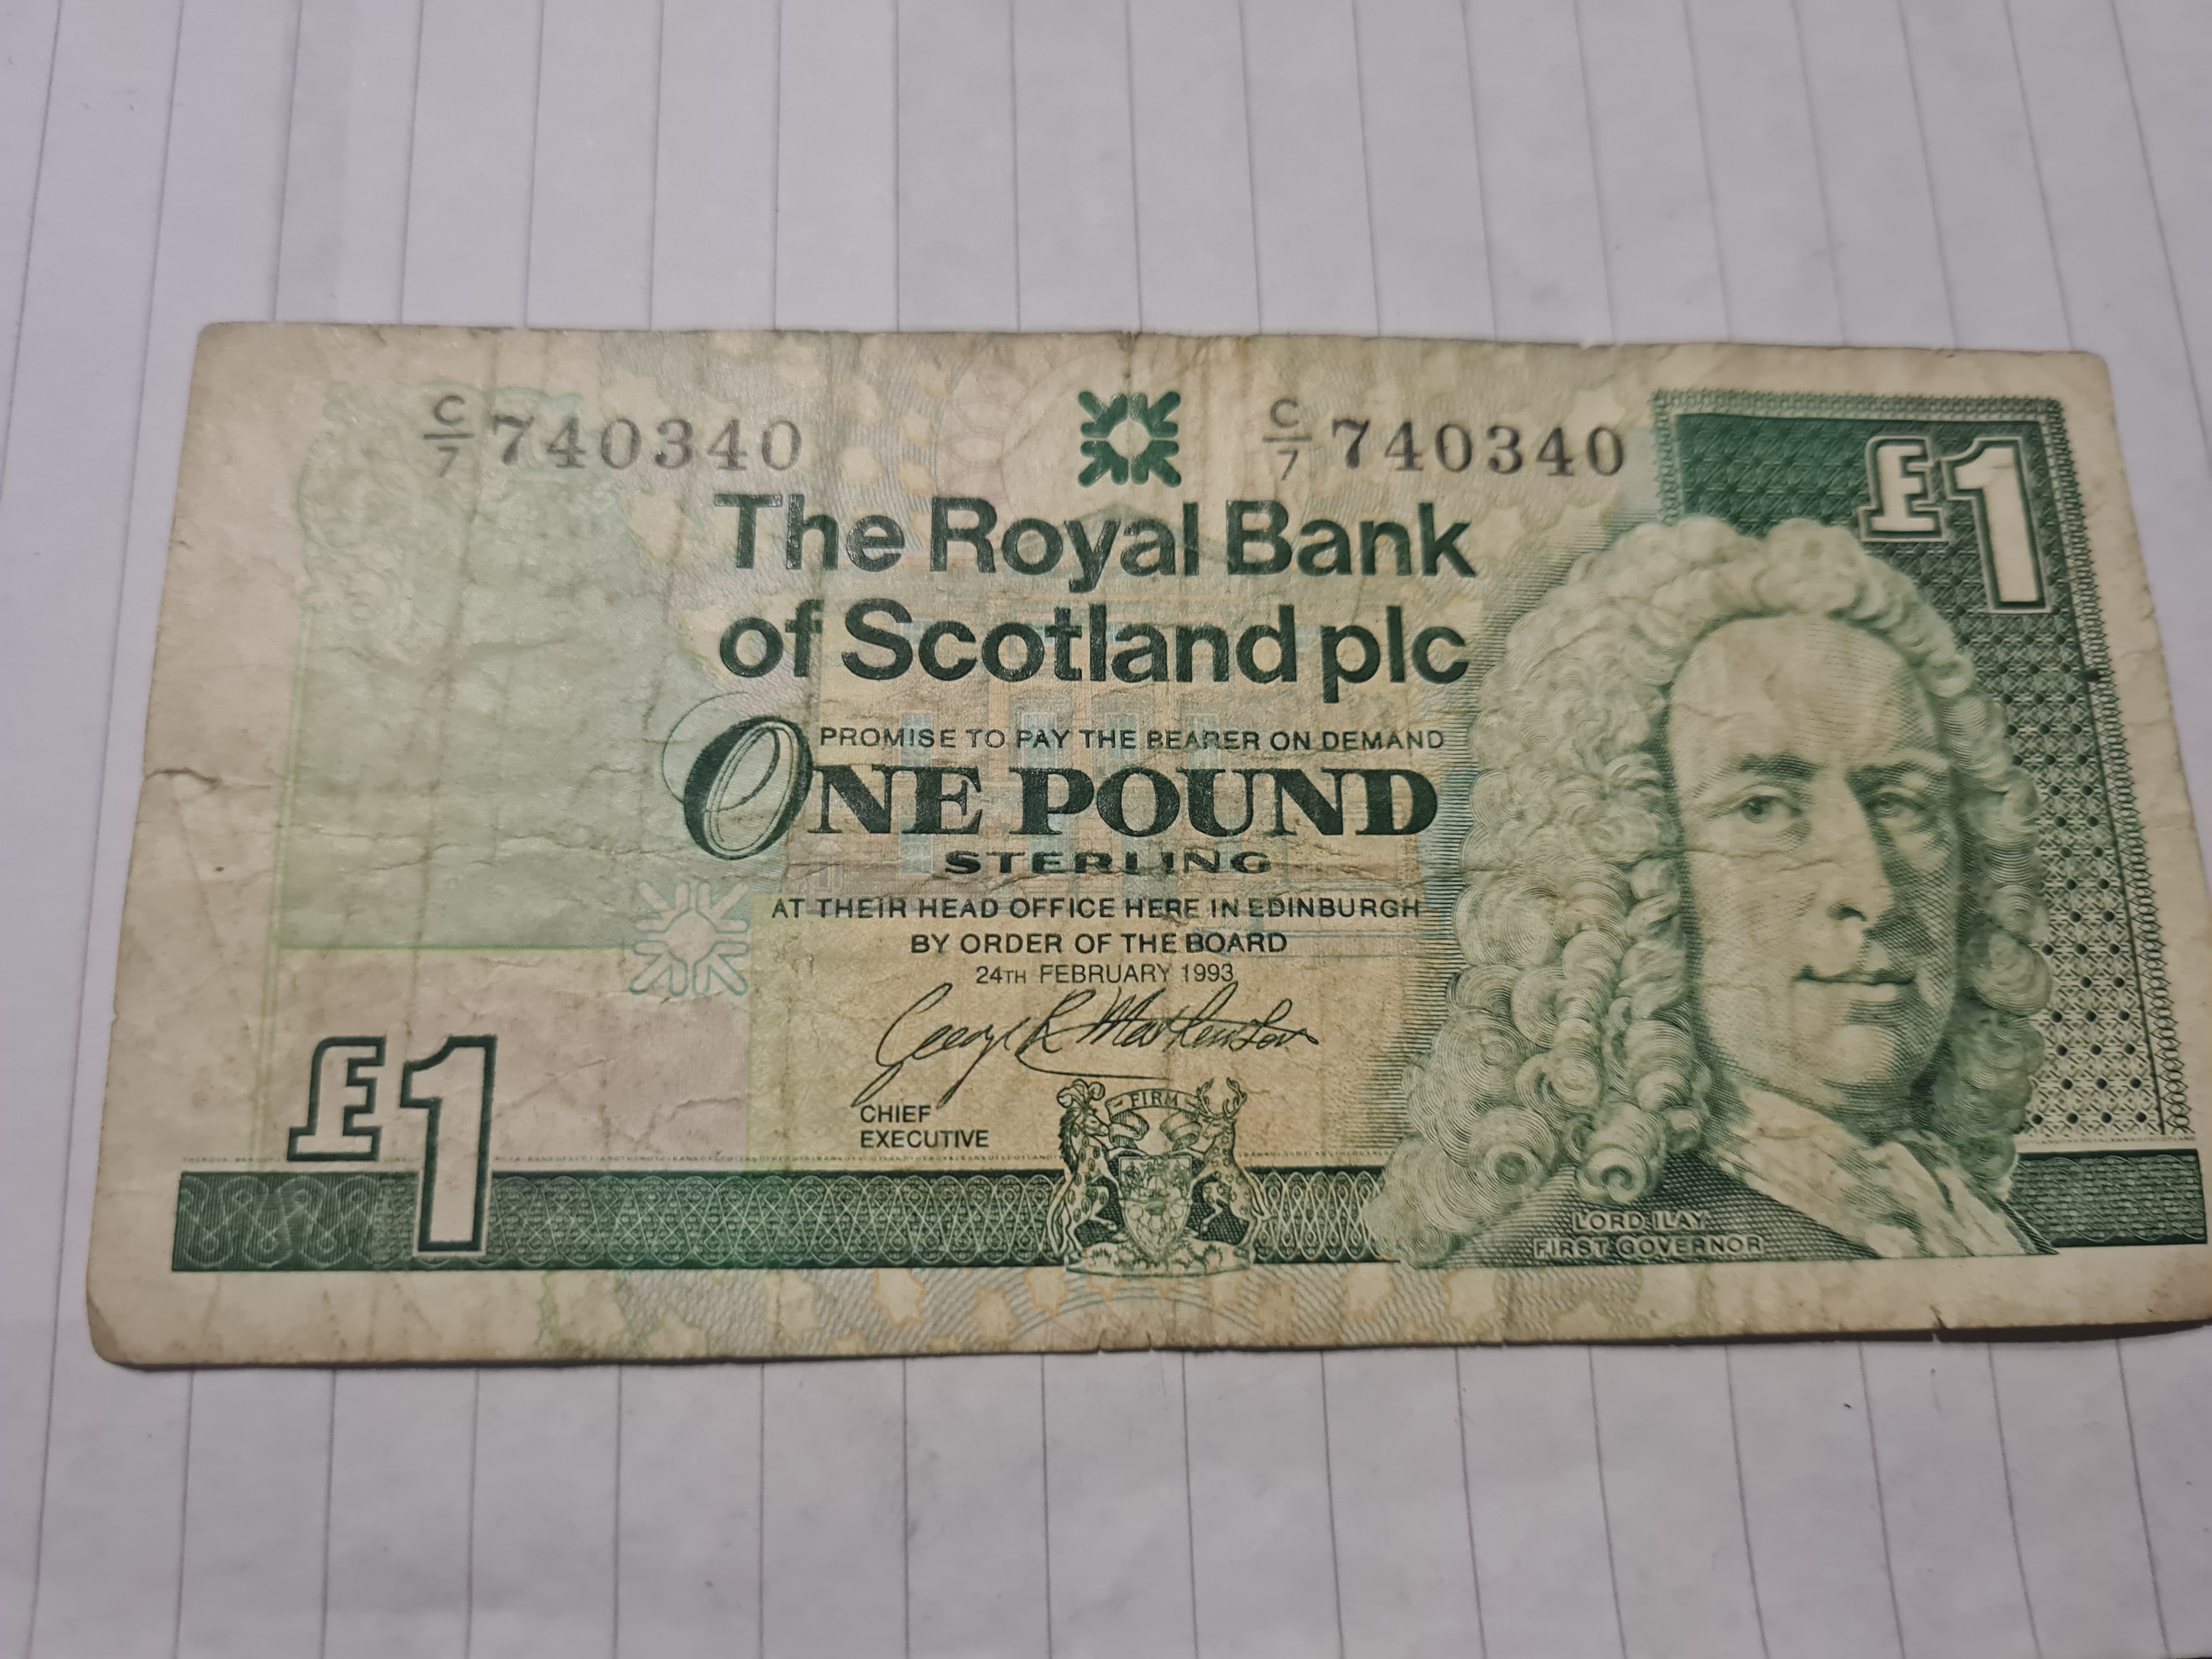 C/7 740340 C/7 740340
£1
The Royal Bank
of Scotland plc
PROMISE TO PAY THE BEARER ON DEMAND
ONE POUND
STERLING
AT THEIR HEAD OFFICE HERE IN EDINBURGH
BY ORDER OF THE BOARD
24TH FEBRUARY 1993
George R Mathewson
CHIEF
EXECUTIVE
£1
FIRM
LORD ILAY
FIRST GOVERNOR